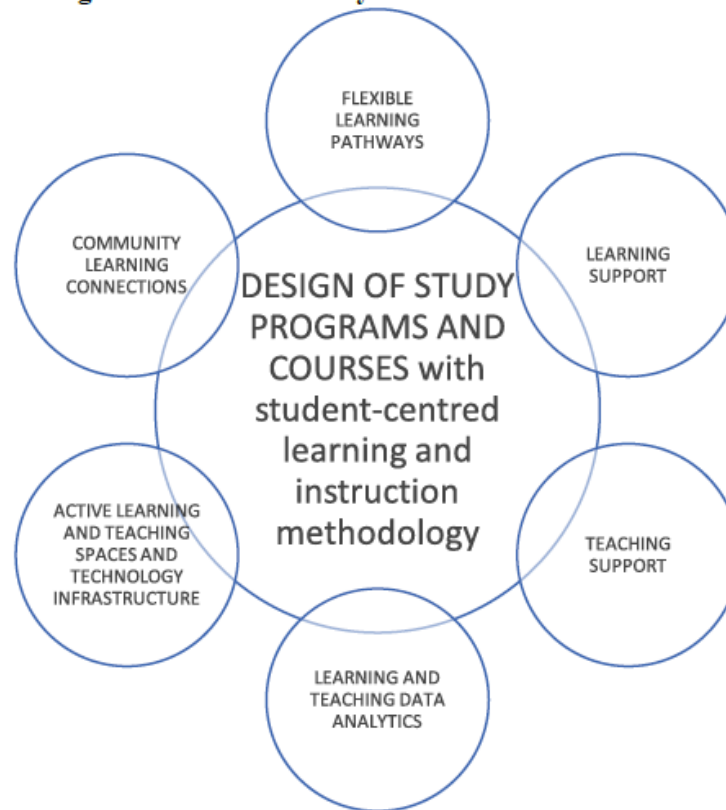 FLEXIBLE
LEARNING
PATHWAYS
COMMUNITY
LEARNING
CONNECTIONS
LEARNING
SUPPORT
DESIGN OF STUDY
PROGRAMS AND
COURSES with
student-centred
learning and
instruction
methodology
ACTIVE LEARNING
AND TEACHING
SPACES AND
TECHNOLOGY
INFRASTRUCTURE
TEACHING
SUPPORT
LEARNING AND
TEACHING DATA
ANALYTICS